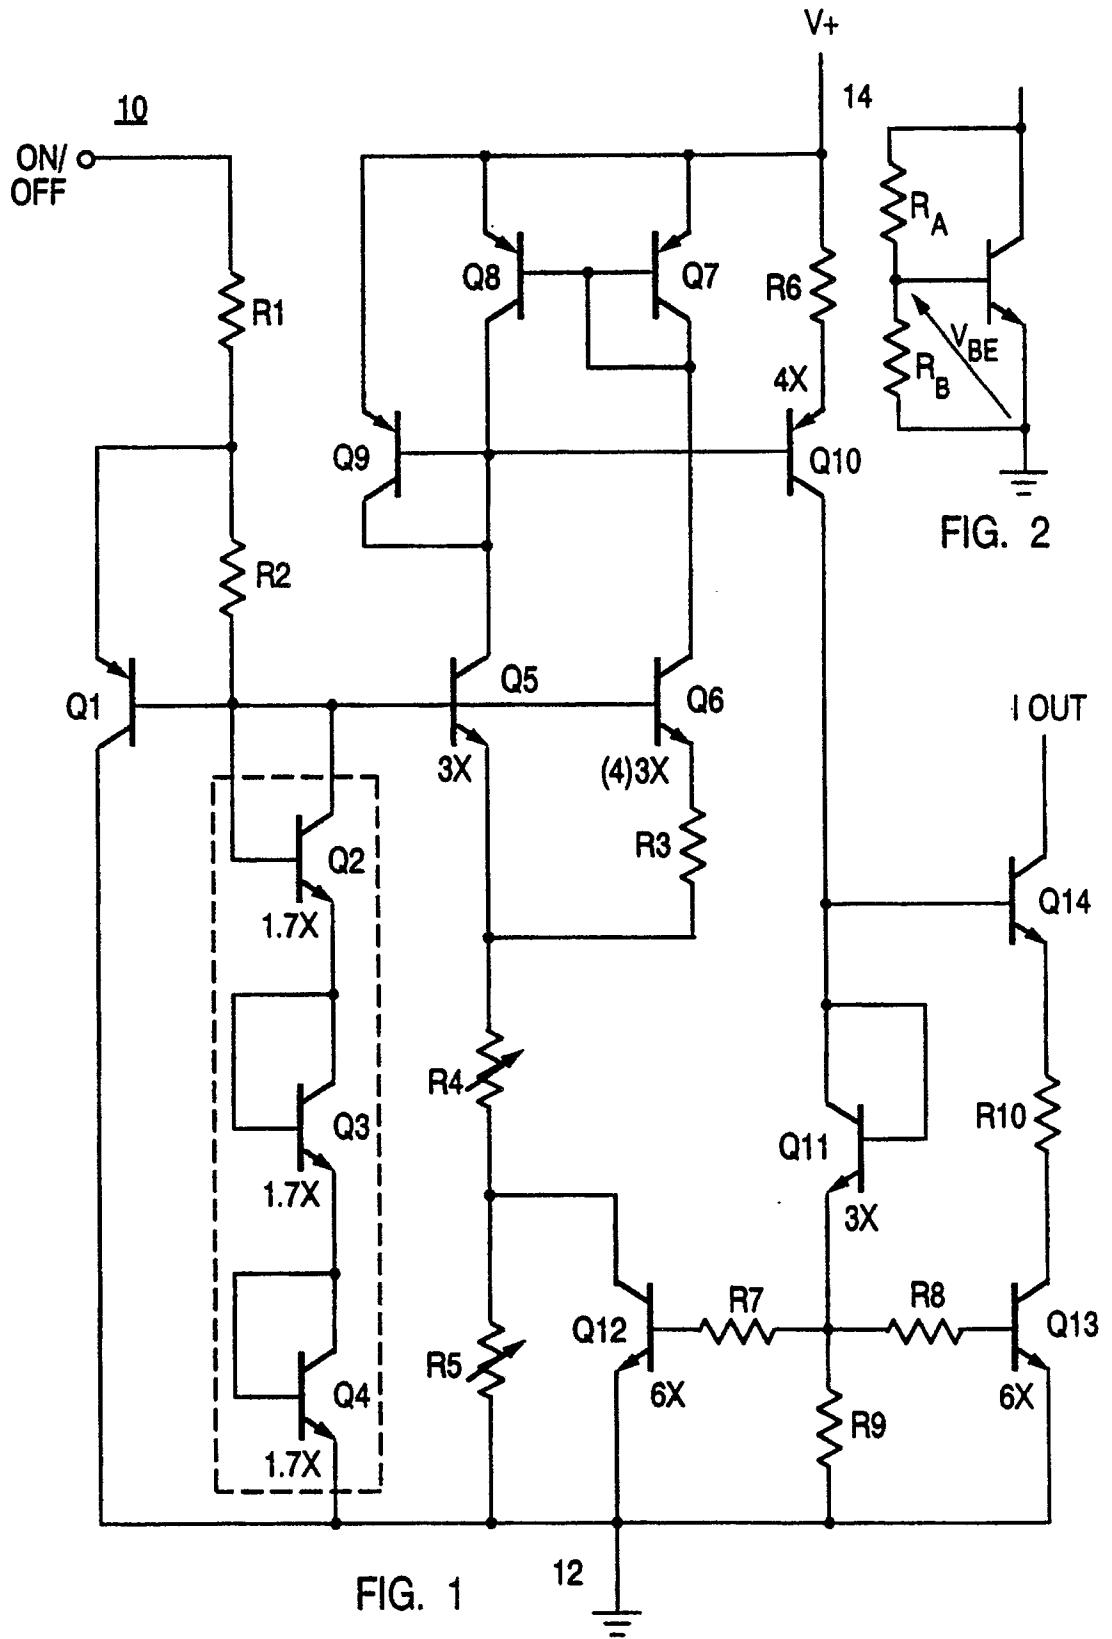 V+
10
14
ON/
OFF
R1
Q8
Q7
R6
R_A
V_BE
R_B
4X
Q9
Q10
FIG. 2
R2
Q1
Q5
Q6
I OUT
3X
(4)3X
Q2
R3
Q14
1.7X
R4
Q3
Q11
R10
1.7X
3X
R7
R8
Q12
Q13
R5
Q4
6X
R9
6X
1.7X
12
FIG. 1